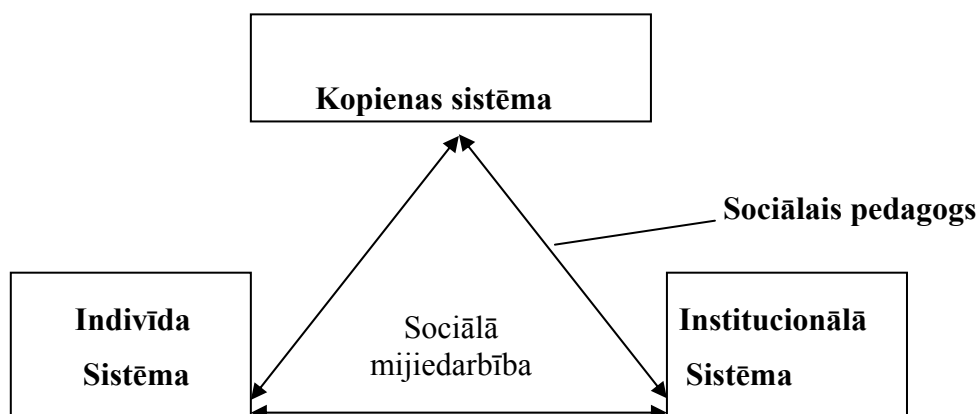 Kopienas sistēma
Sociālais pedagogs
Indivīda
Sistēma
Sociālā
mijiedarbība
Institucionālā
Sistēma